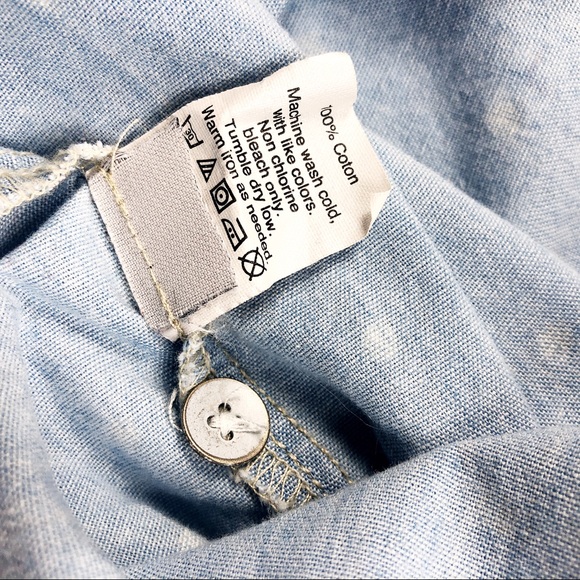 100% Coton
Machine wash cold,
with like colors.
Non chlorine
bleach only.
Tumble dry low.
Warm iron as needed.
30